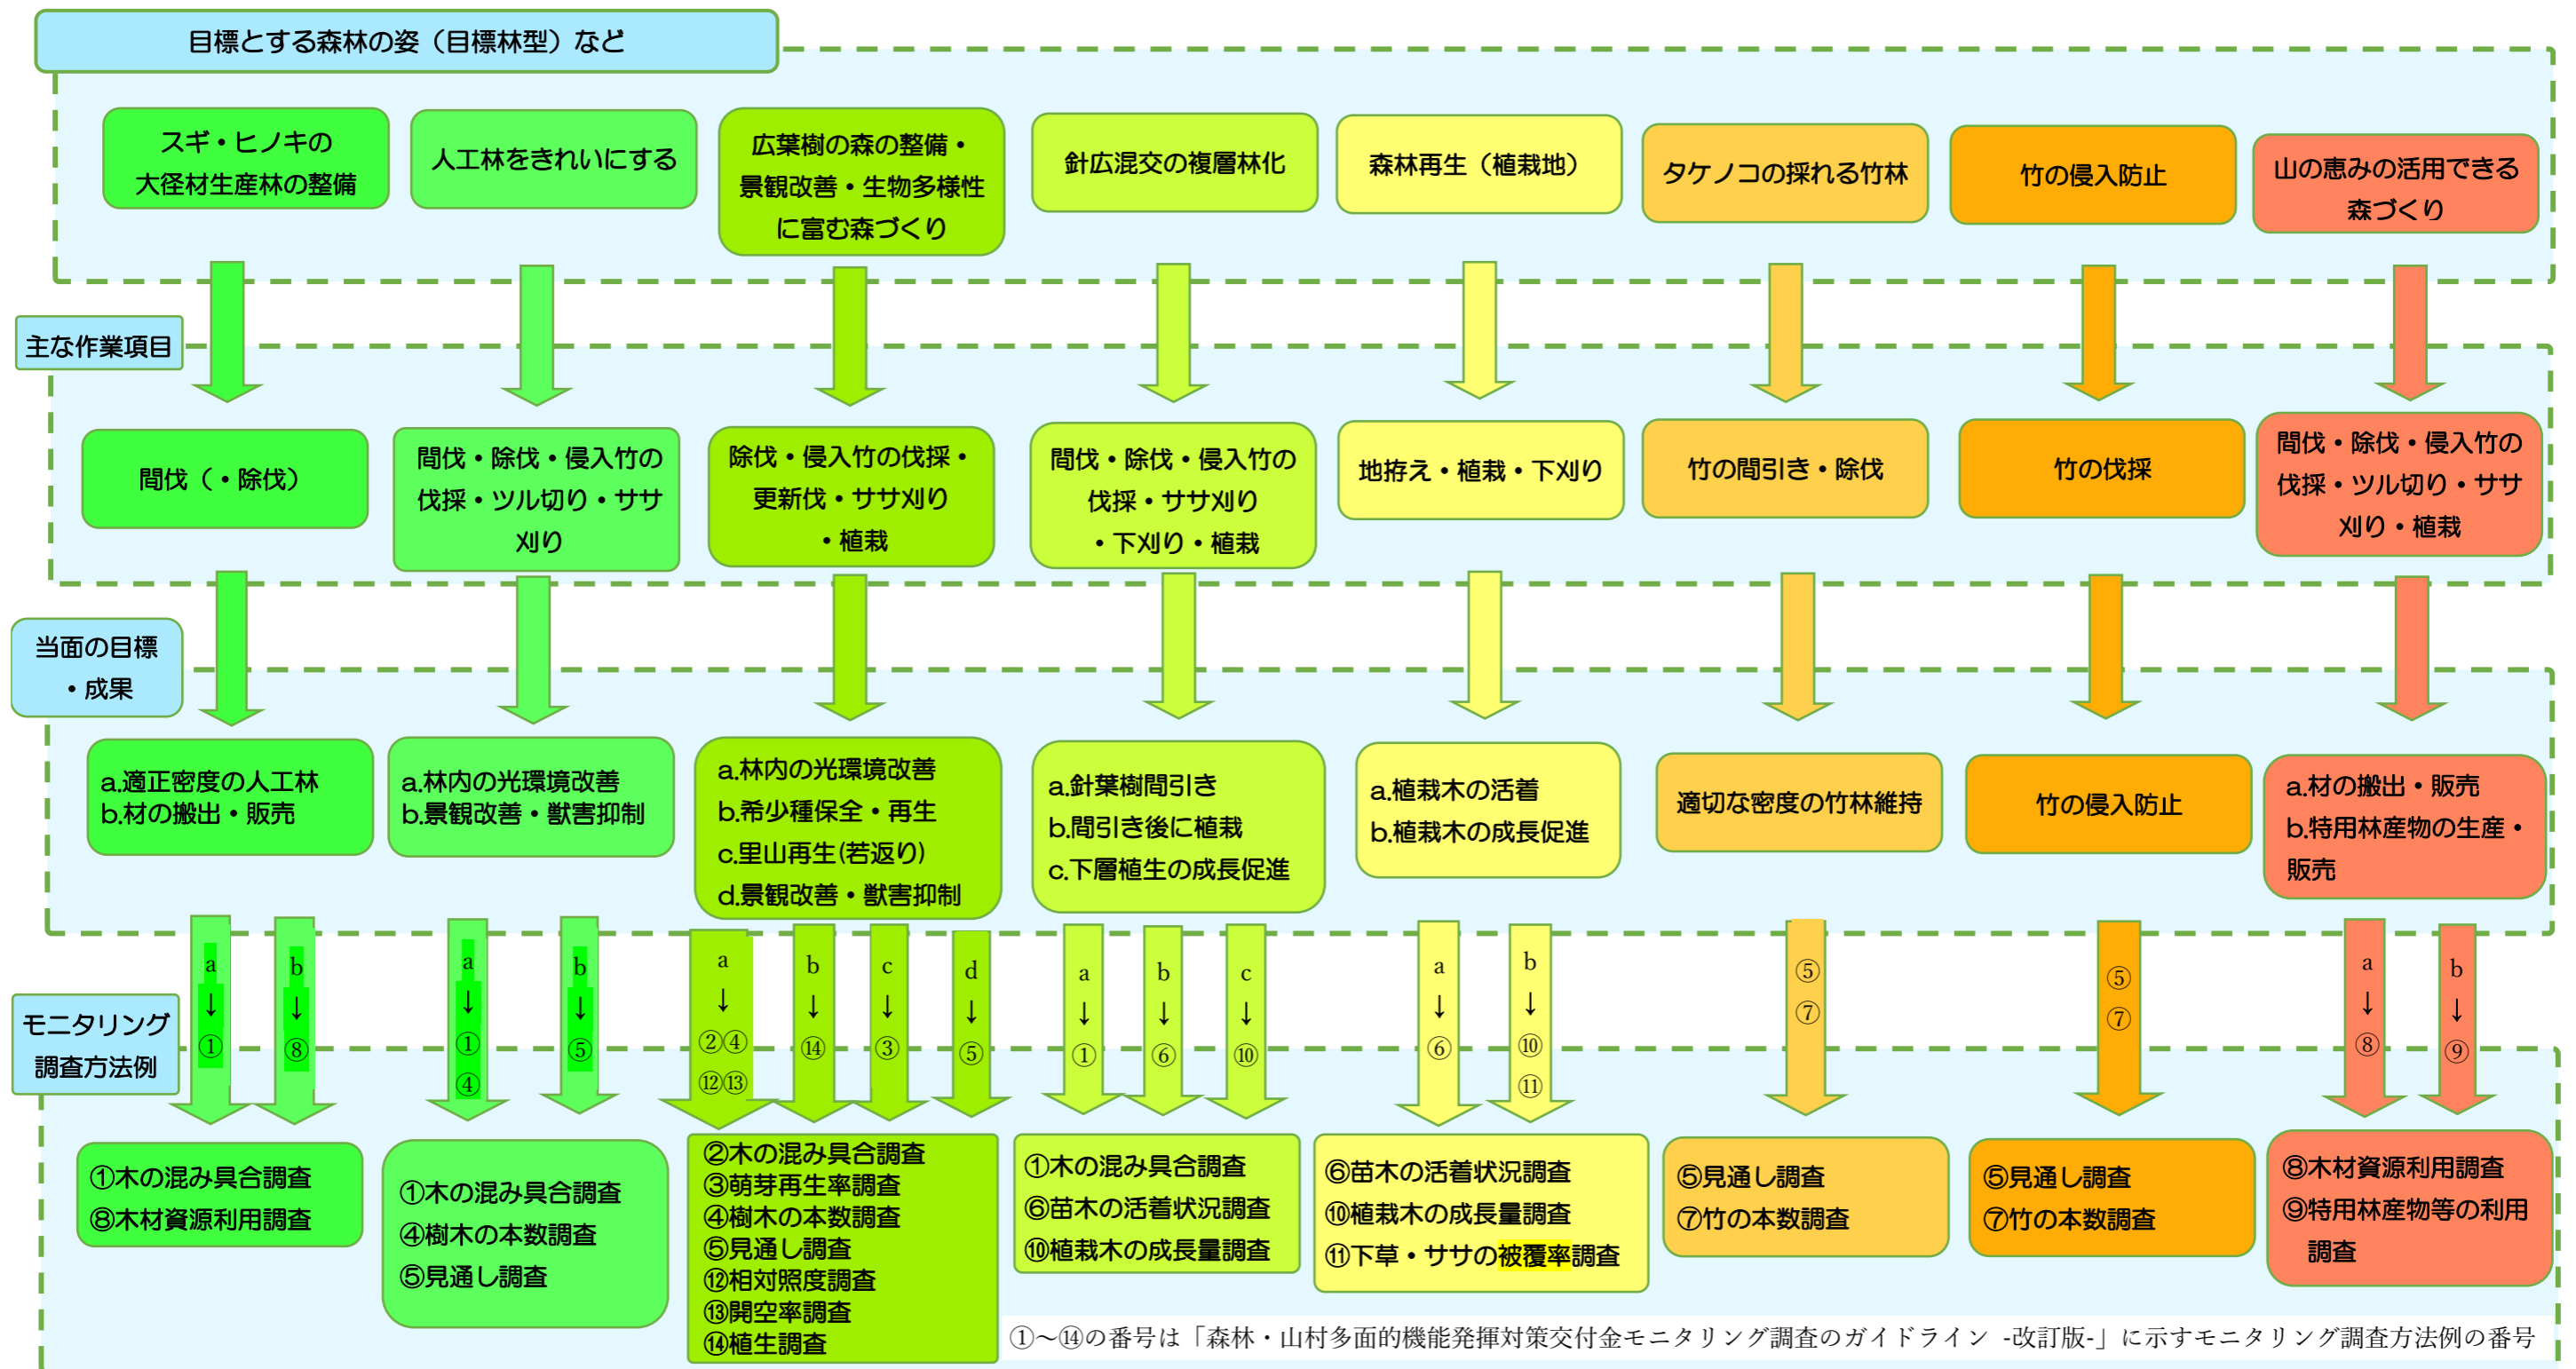 目標とする森林の姿（目標林型）など
スギ・ヒノキの
大径材生産林の整備
人工林をきれいにする
広葉樹の森の整備・
景観改善・生物多様性
に富む森づくり
針広混交の複層林化
森林再生（植栽地）
タケノコの採れる竹林
竹の侵入防止
山の恵みの活用できる
森づくり
主な作業項目
間伐（・除伐）
間伐・除伐・侵入竹の
伐採・ツル切り・ササ
刈り
除伐・侵入竹の伐採・
更新伐・ササ刈り
・植栽
間伐・除伐・侵入竹の
伐採・ササ刈り
・下刈り・植栽
地拵え・植栽・下刈り
竹の間引き・除伐
竹の伐採
間伐・除伐・侵入竹の
伐採・ツル切り・ササ
刈り・植栽
当面の目標
・成果
a.適正密度の人工林
b.材の搬出・販売
a.林内の光環境改善
b.景観改善・獣害抑制
a.林内の光環境改善
b.希少種保全・再生
c.里山再生(若返り)
d.景観改善・獣害抑制
a.針葉樹間引き
b.間引き後に植栽
c.下層植生の成長促進
a.植栽木の活着
b.植栽木の成長促進
適切な密度の竹林維持
竹の侵入防止
a.材の搬出・販売
b.特用林産物の生産・
販売
モニタリング
調査方法例
a
↓
①
b
↓
⑧
a
↓
①
④
b
↓
⑤
a
↓
②④
⑫⑬
b
↓
⑭
c
↓
③
d
↓
⑤
a
↓
①
b
↓
⑥
c
↓
⑩
a
↓
⑥
b
↓
⑩
⑪
⑤
⑦
⑤
⑦
a
↓
⑧
b
↓
⑨
①木の混み具合調査
⑧木材資源利用調査
①木の混み具合調査
④樹木の本数調査
⑤見通し調査
②木の混み具合調査
③萌芽再生率調査
④樹木の本数調査
⑤見通し調査
⑫相対照度調査
⑬開空率調査
⑭植生調査
①木の混み具合調査
⑥苗木の活着状況調査
⑩植栽木の成長量調査
⑥苗木の活着状況調査
⑩植栽木の成長量調査
⑪下草・ササの被覆率調査
⑤見通し調査
⑦竹の本数調査
⑤見通し調査
⑦竹の本数調査
⑧木材資源利用調査
⑨特用林産物等の利用
調査
①～⑭の番号は「森林・山村多面的機能発揮対策交付金モニタリング調査のガイドライン -改訂版-」に示すモニタリング調査方法例の番号